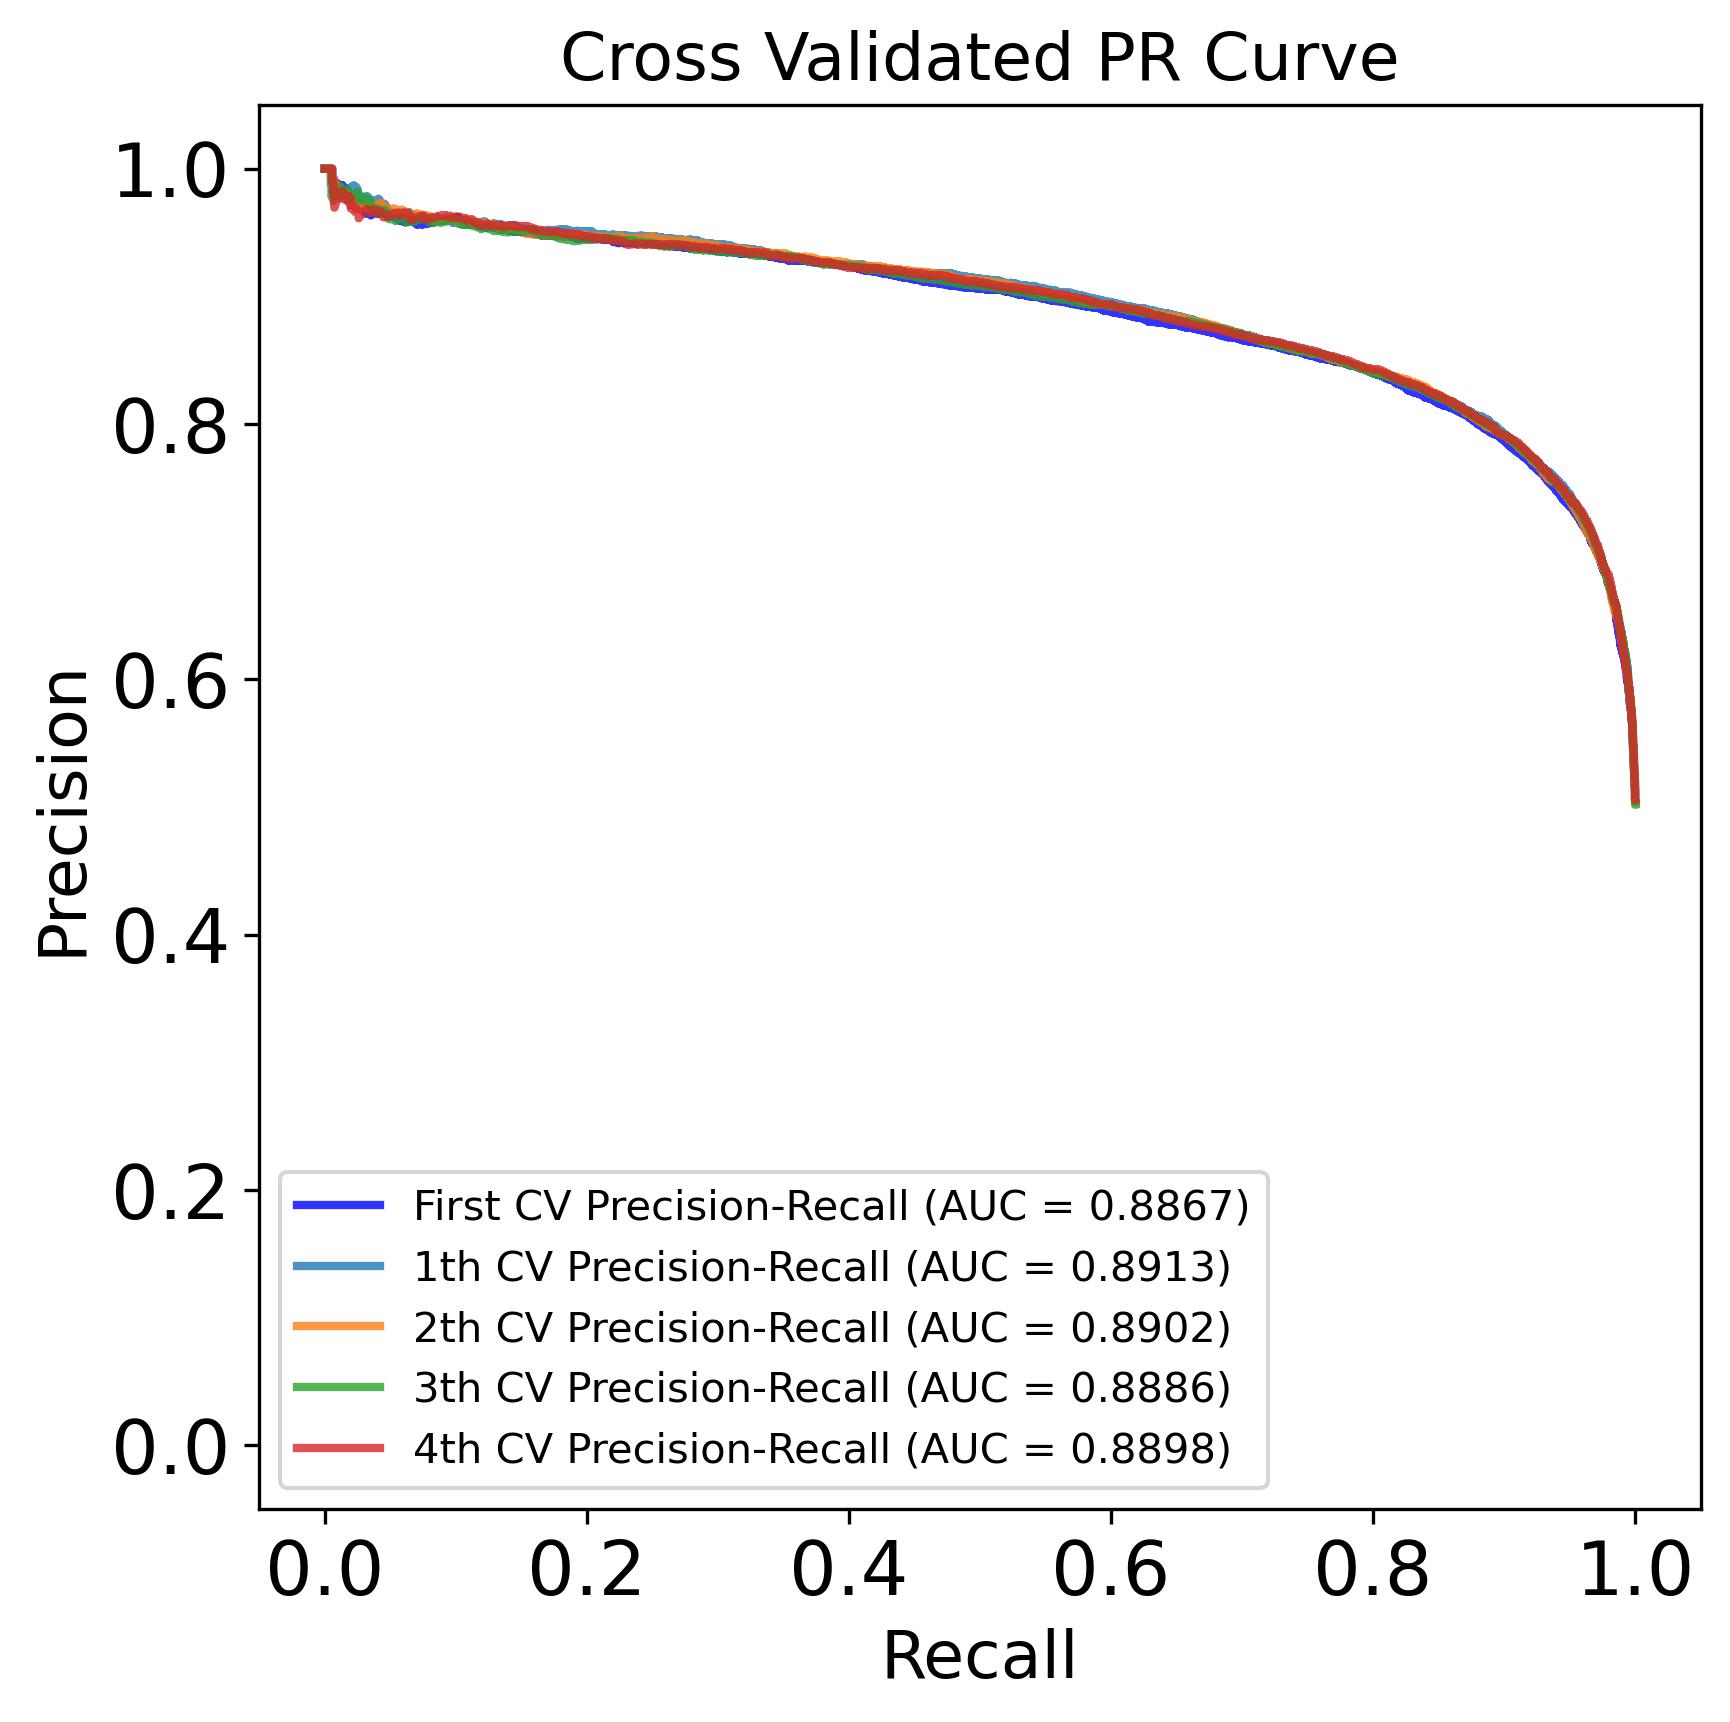 Cross Validated PR Curve
1.0
0.8
0.6
0.4
0.2
0.0
Precision
First CV Precision-Recall (AUC = 0.8867)
1th CV Precision-Recall (AUC = 0.8913)
2th CV Precision-Recall (AUC = 0.8902)
3th CV Precision-Recall (AUC = 0.8886)
4th CV Precision-Recall (AUC = 0.8898)
0.0 0.2 0.4 0.6 0.8 1.0
Recall